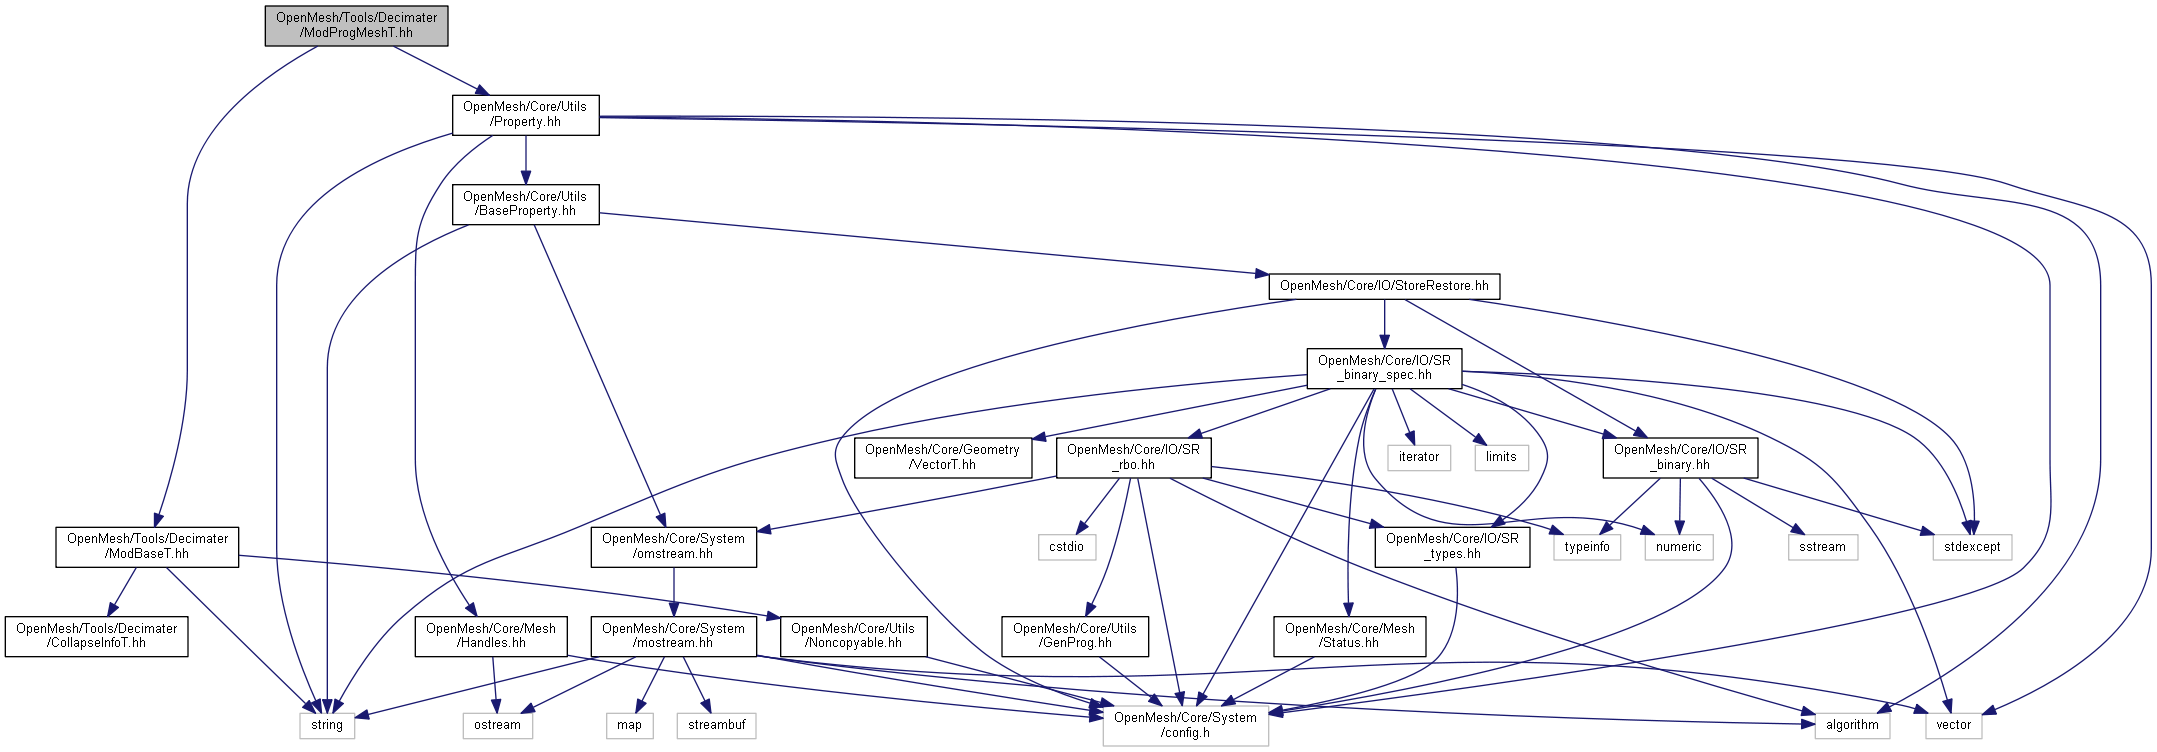 OpenMesh/Tools/Decimater
/ModProgMeshT.hh
OpenMesh/Core/Utils
/Property.hh
OpenMesh/Core/Utils
/BaseProperty.hh
OpenMesh/Core/IO/StoreRestore.hh
OpenMesh/Core/IO/SR
_binary_spec.hh
OpenMesh/Core/Geometry
/VectorT.hh
OpenMesh/Core/IO/SR
_rbo.hh
iterator
limits
OpenMesh/Core/IO/SR
_binary.hh
OpenMesh/Tools/Decimater
/ModBaseT.hh
OpenMesh/Core/System
/omstream.hh
cstdio
OpenMesh/Core/IO/SR
_types.hh
typeinfo
numeric
sstream
stdexcept
OpenMesh/Tools/Decimater
/CollapseInfoT.hh
OpenMesh/Core/Mesh
/Handles.hh
OpenMesh/Core/System
/mostream.hh
OpenMesh/Core/Utils
/Noncopyable.hh
OpenMesh/Core/Utils
/GenProg.hh
OpenMesh/Core/Mesh
/Status.hh
string
ostream
map
streambuf
OpenMesh/Core/System
/config.h
algorithm
vector